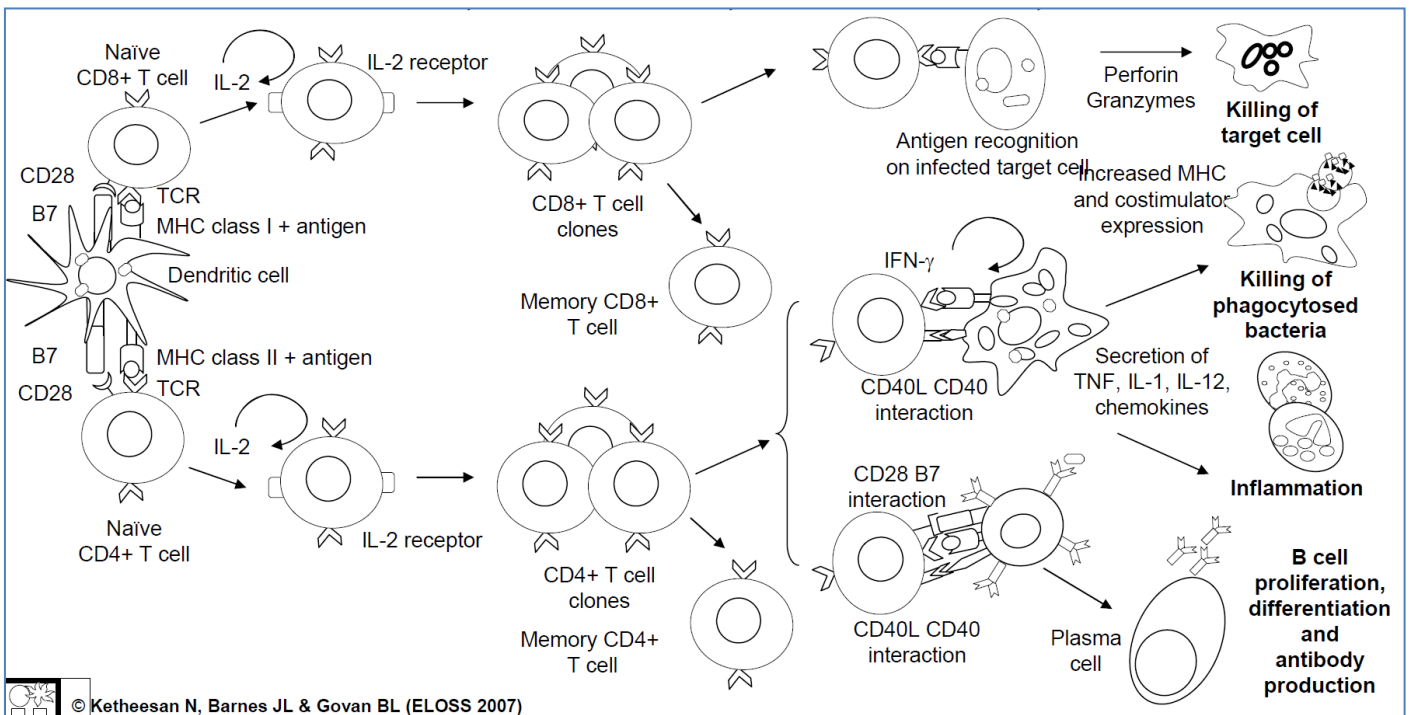 Naïve
CD8+ T cell
IL-2
IL-2 receptor
CD28
B7
TCR
MHC class I + antigen
Dendritic cell
B7
CD28
MHC class II + antigen
TCR
Naïve
CD4+ T cell
IL-2
IL-2 receptor
CD8+ T cell
clones
Memory CD8+
T cell
CD4+ T cell
clones
Memory CD4+
T cell
Antigen recognition
on infected target cell
Perforin
Granzymes
Killing of
target cell
Increased MHC
and costimulator
expression
IFN-γ
CD40L CD40
interaction
Killing of
phagocytosed
bacteria
Secretion of
TNF, IL-1, IL-12,
chemokines
Inflammation
CD28 B7
interaction
CD40L CD40
interaction
Plasma
cell
B cell
proliferation,
differentiation
and
antibody
production
© Ketheesan N, Barnes JL & Govan BL (ELOSS 2007)